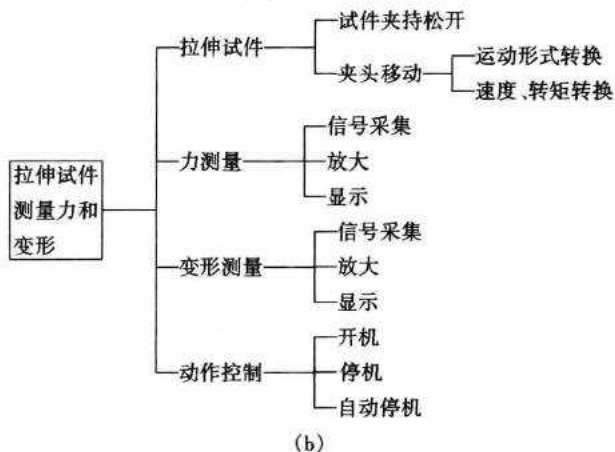 拉伸试件
测量力和
变形
拉伸试件
试件夹持松开
夹头移动
运动形式转换
速度、转矩转换
力测量
信号采集
放大
显示
变形测量
信号采集
放大
显示
动作控制
开机
停机
自动停机
(b)